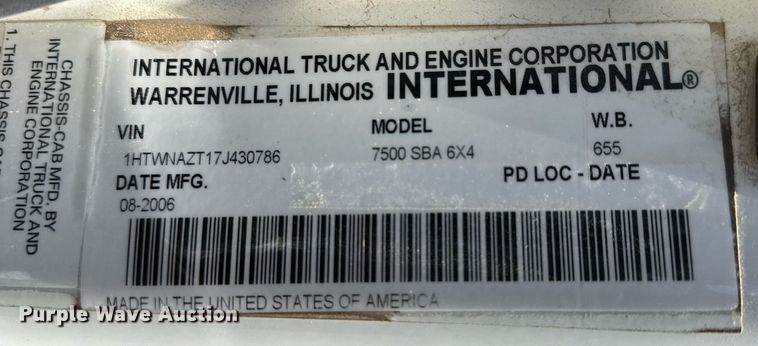 INTERNATIONAL TRUCK AND ENGINE CORPORATION
WARRENVILLE, ILLINOIS INTERNATIONAL®
VIN MODEL W.B.
1HTWNAZT17J430786 7500 SBA 6X4 655
DATE MFG. PD LOC - DATE
08-2006
MADE IN THE UNITED STATES OF AMERICA
CHASSIS-CAB MFD. BY
INTERNATIONAL TRUCK AND
ENGINE CORPORATION
1. THIS CHASSIS-CAB
Purple Wave Auction